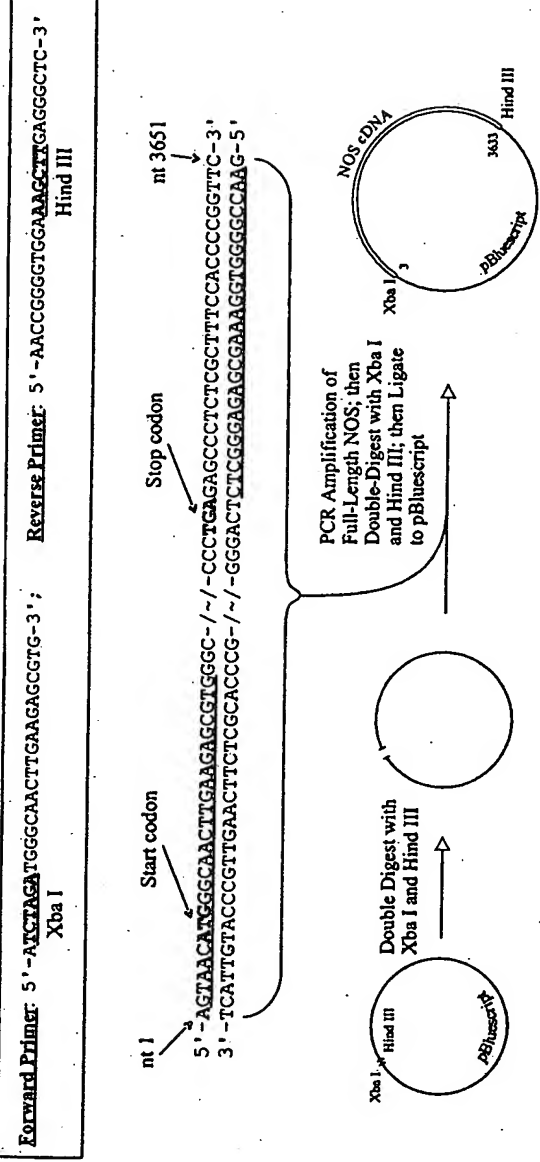 Forward Primer: 5'-ATCTAGATGGGCAACTTGAAGAGCGTG-3'; Reverse Primer: 5'-AACCGGGGTGGAAAGCTTGAGGGCTC-3'
Xba I Hind III
nt 1 Start codon Stop codon nt 3651
5'-AGTAACATGGGCAACTTGAAGAGCGTGGGC-/~/-CCCTGAGAGCCCTCTCGCTTTCCACCCCGGTTC-3'
3'-TCATTGTACCCGTTGAACTTCTCGCACCCG-/~/-GGGACTCTCGGGAGAGCGAAAGGTGGGGCCAAG-5'
Xba I Hind III
pBluescript
Double Digest with
Xba I and Hind III
PCR Amplification of
Full-Length NOS; then
Double-Digest with Xba I
and Hind III; then Ligate
to pBluescript
NOS cDNA
Xba I 3
3633 Hind III
pBluescript